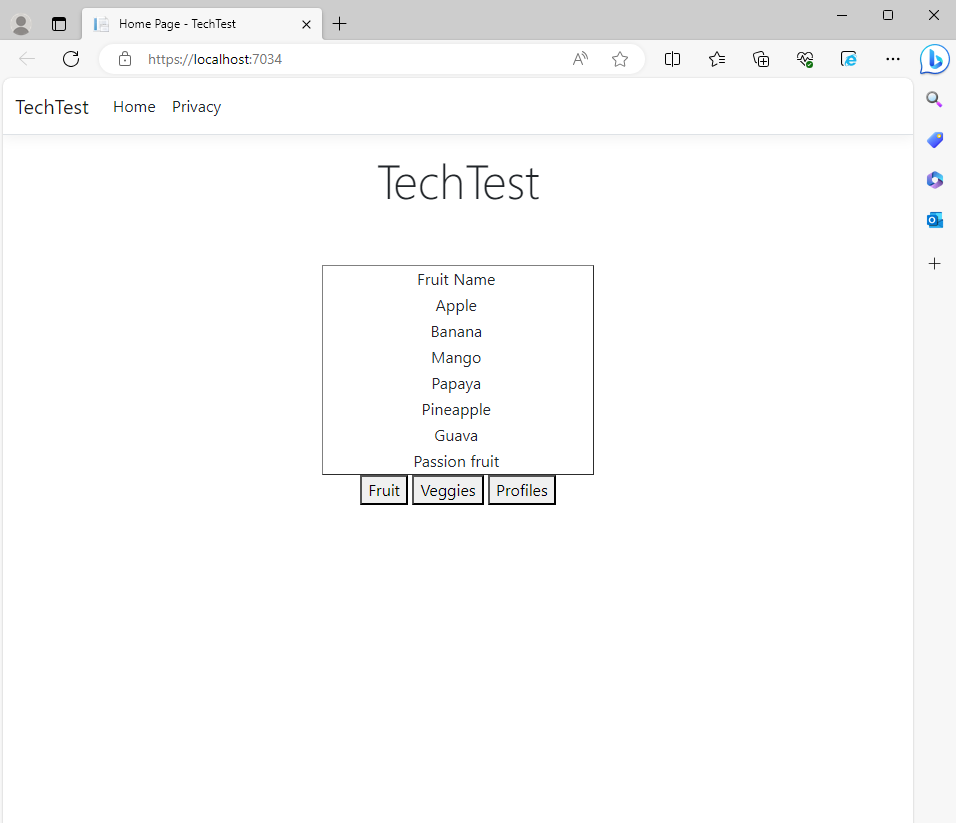 Home Page - TechTest
https://localhost:7034
TechTest Home Privacy
TechTest
Fruit Name
Apple
Banana
Mango
Papaya
Pineapple
Guava
Passion fruit
Fruit Veggies Profiles